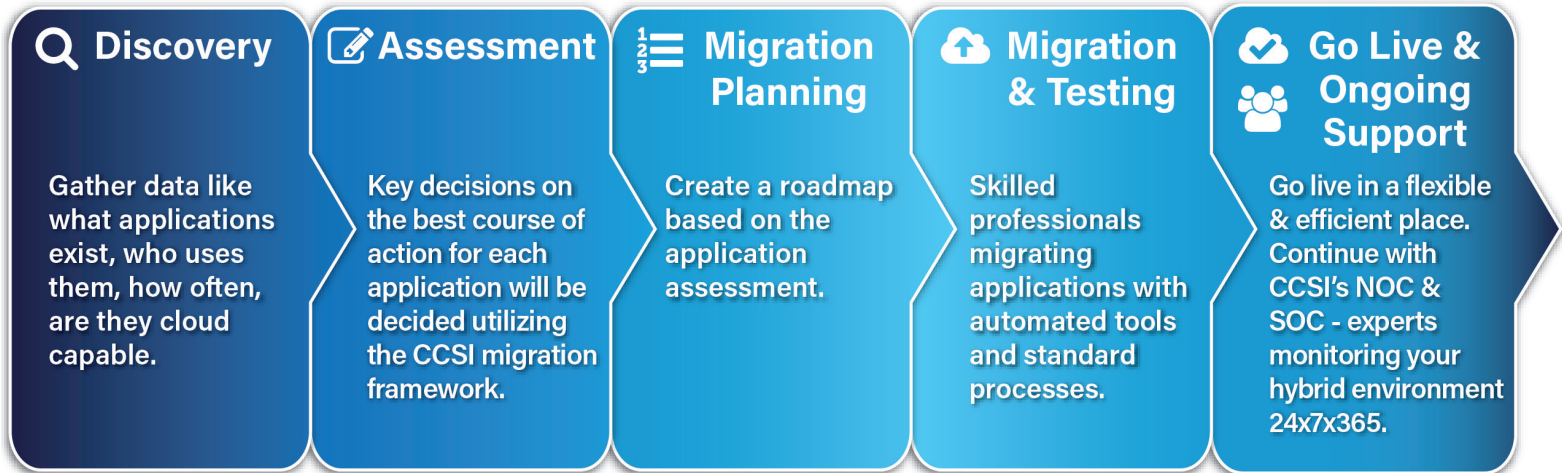 Discovery
Gather data like
what applications
exist, who uses
them, how often,
are they cloud
capable.
Assessment
Key decisions on
the best course of
action for each
application will be
decided utilizing
the CCSI migration
framework.
1
2
3
Migration
Planning
Create a roadmap
based on the
application
assessment.
Migration
& Testing
Skilled
professionals
migrating
applications with
automated tools
and standard
processes.
Go Live &
Ongoing
Support
Go live in a flexible
& efficient place.
Continue with
CCSI’s NOC &
SOC - experts
monitoring your
hybrid environment
24x7x365.